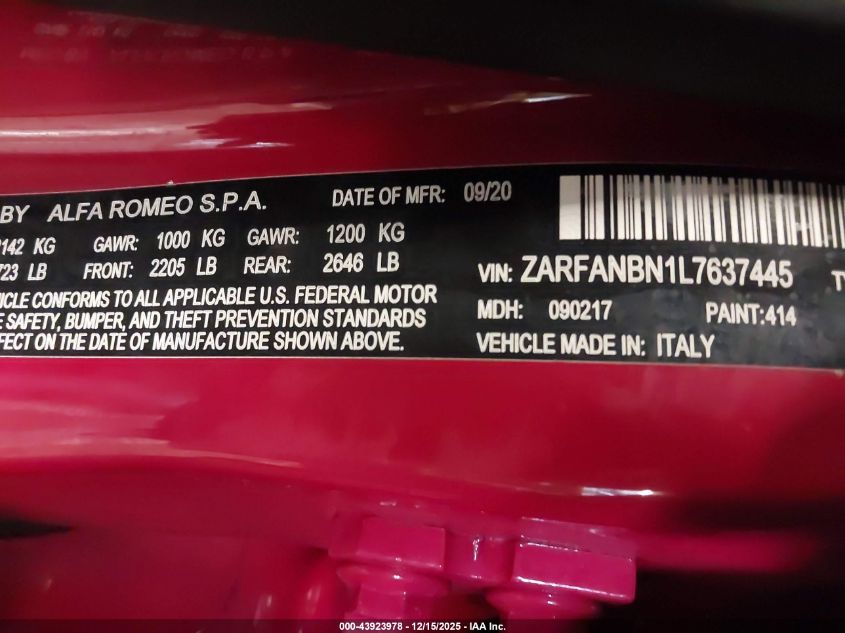 BY ALFA ROMEO S.P.A. DATE OF MFR: 09/20
142 KG GAWR: 1000 KG GAWR: 1200 KG
723 LB FRONT: 2205 LB REAR: 2646 LB
ICLE CONFORMS TO ALL APPLICABLE U.S. FEDERAL MOTOR
E SAFETY, BUMPER, AND THEFT PREVENTION STANDARDS
FECT ON THE DATE OF MANUFACTURE SHOWN ABOVE.
VIN: ZARFANBN1L7637445
MDH: 090217 PAINT:414
VEHICLE MADE IN: ITALY
000-43923978 - 12/15/2025 - IAA Inc.